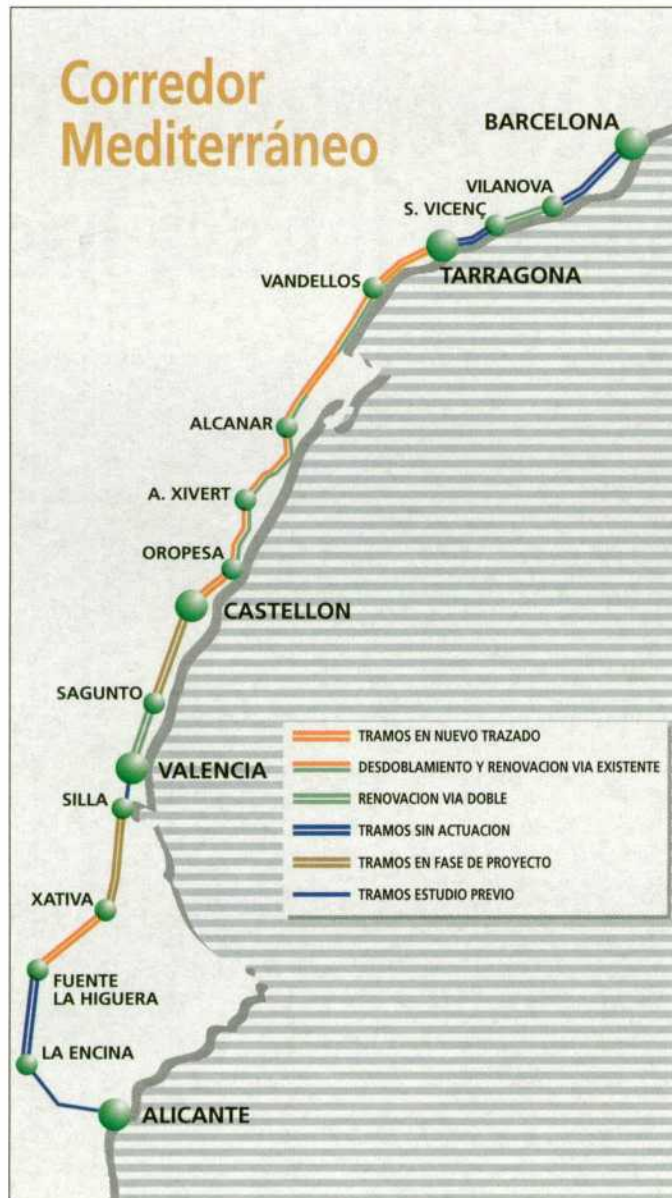 Corredor
Mediterráneo
BARCELONA
VILANOVA
S. VICENÇ
TARRAGONA
VANDELLOS
ALCANAR
A. XIVERT
OROPESA
CASTELLON
SAGUNTO
VALENCIA
SILLA
XATIVA
FUENTE
LA HIGUERA
LA ENCINA
ALICANTE
TRAMOS EN NUEVO TRAZADO
DESDOBLAMIENTO Y RENOVACION VIA EXISTENTE
RENOVACION VIA DOBLE
TRAMOS SIN ACTUACION
TRAMOS EN FASE DE PROYECTO
TRAMOS ESTUDIO PREVIO